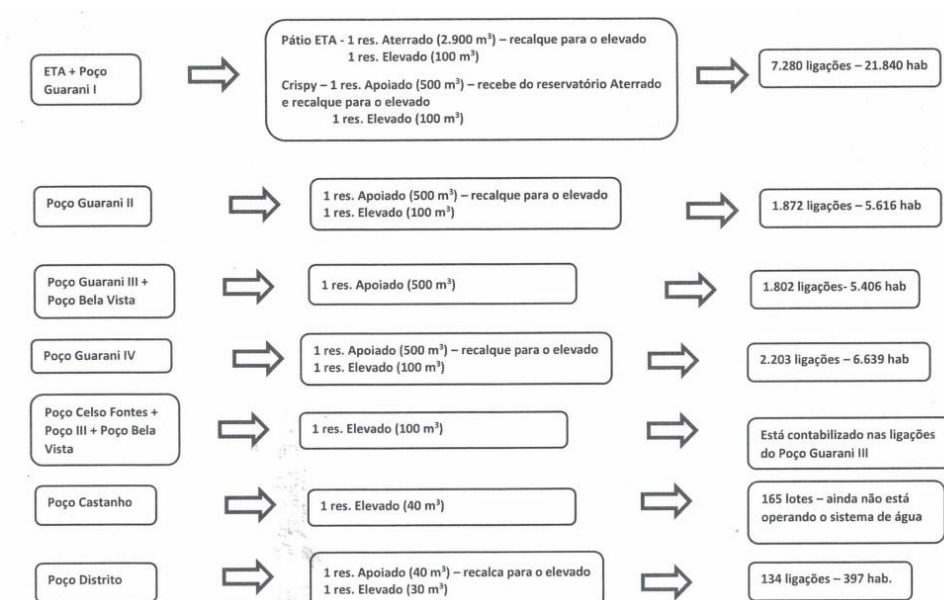 ETA + Poço
Guarani I
Pátio ETA - 1 res. Aterrado (2.900 m³) – recalque para o elevado
1 res. Elevado (100 m³)
Crispy – 1 res. Apoiado (500 m³) – recebe do reservatório Aterrado
e recalque para o elevado
1 res. Elevado (100 m³)
7.280 ligações – 21.840 hab
Poço Guarani II
1 res. Apoiado (500 m³) – recalque para o elevado
1 res. Elevado (100 m³)
1.872 ligações – 5.616 hab
Poço Guarani III +
Poço Bela Vista
1 res. Apoiado (500 m³)
1.802 ligações- 5.406 hab
Poço Guarani IV
1 res. Apoiado (500 m³) – recalque para o elevado
1 res. Elevado (100 m³)
2.203 ligações – 6.639 hab
Poço Celso Fontes +
Poço III + Poço Bela
Vista
1 res. Elevado (100 m³)
Está contabilizado nas ligações
do Poço Guarani III
Poço Castanho
1 res. Elevado (40 m³)
165 lotes – ainda não está
operando o sistema de água
Poço Distrito
1 res. Apoiado (40 m³) – recalca para o elevado
1 res. Elevado (30 m³)
134 ligações – 397 hab.